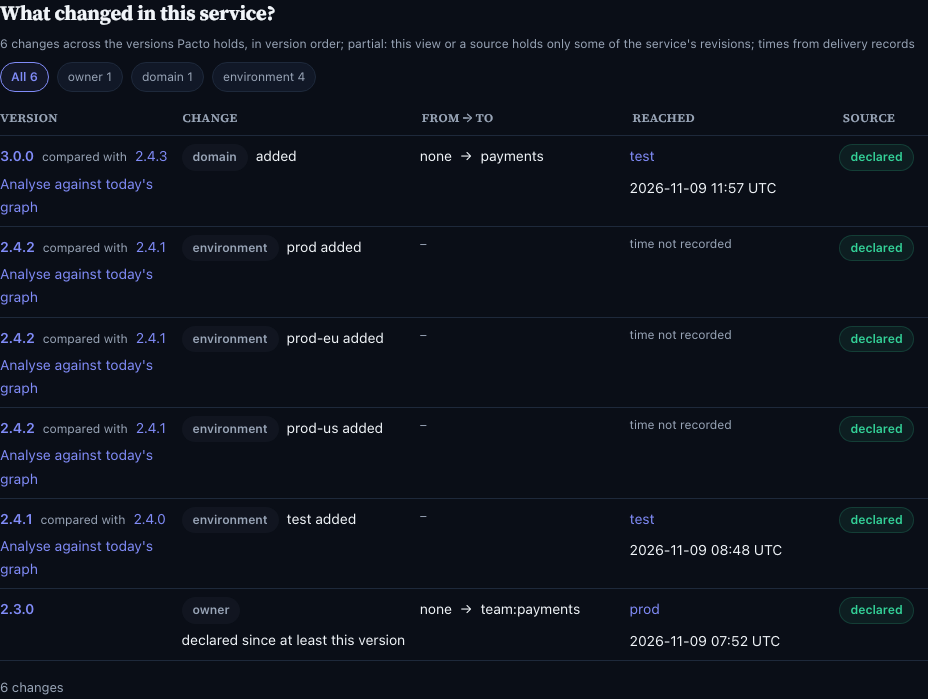 What changed in this service?
6 changes across the versions Pacto holds, in version order; partial: this view or a source holds only some of the service's revisions; times from delivery records
All 6 owner 1 domain 1 environment 4
VERSION CHANGE FROM → TO REACHED SOURCE
3.0.0 compared with 2.4.3 domain added none → payments test declared
Analyse against today's 2026-11-09 11:57 UTC
graph
2.4.2 compared with 2.4.1 environment prod added – time not recorded declared
Analyse against today's
graph
2.4.2 compared with 2.4.1 environment prod-eu added – time not recorded declared
Analyse against today's
graph
2.4.2 compared with 2.4.1 environment prod-us added – time not recorded declared
Analyse against today's
graph
2.4.1 compared with 2.4.0 environment test added – test declared
Analyse against today's 2026-11-09 08:48 UTC
graph
2.3.0 owner none → team:payments prod declared
declared since at least this version 2026-11-09 07:52 UTC
6 changes